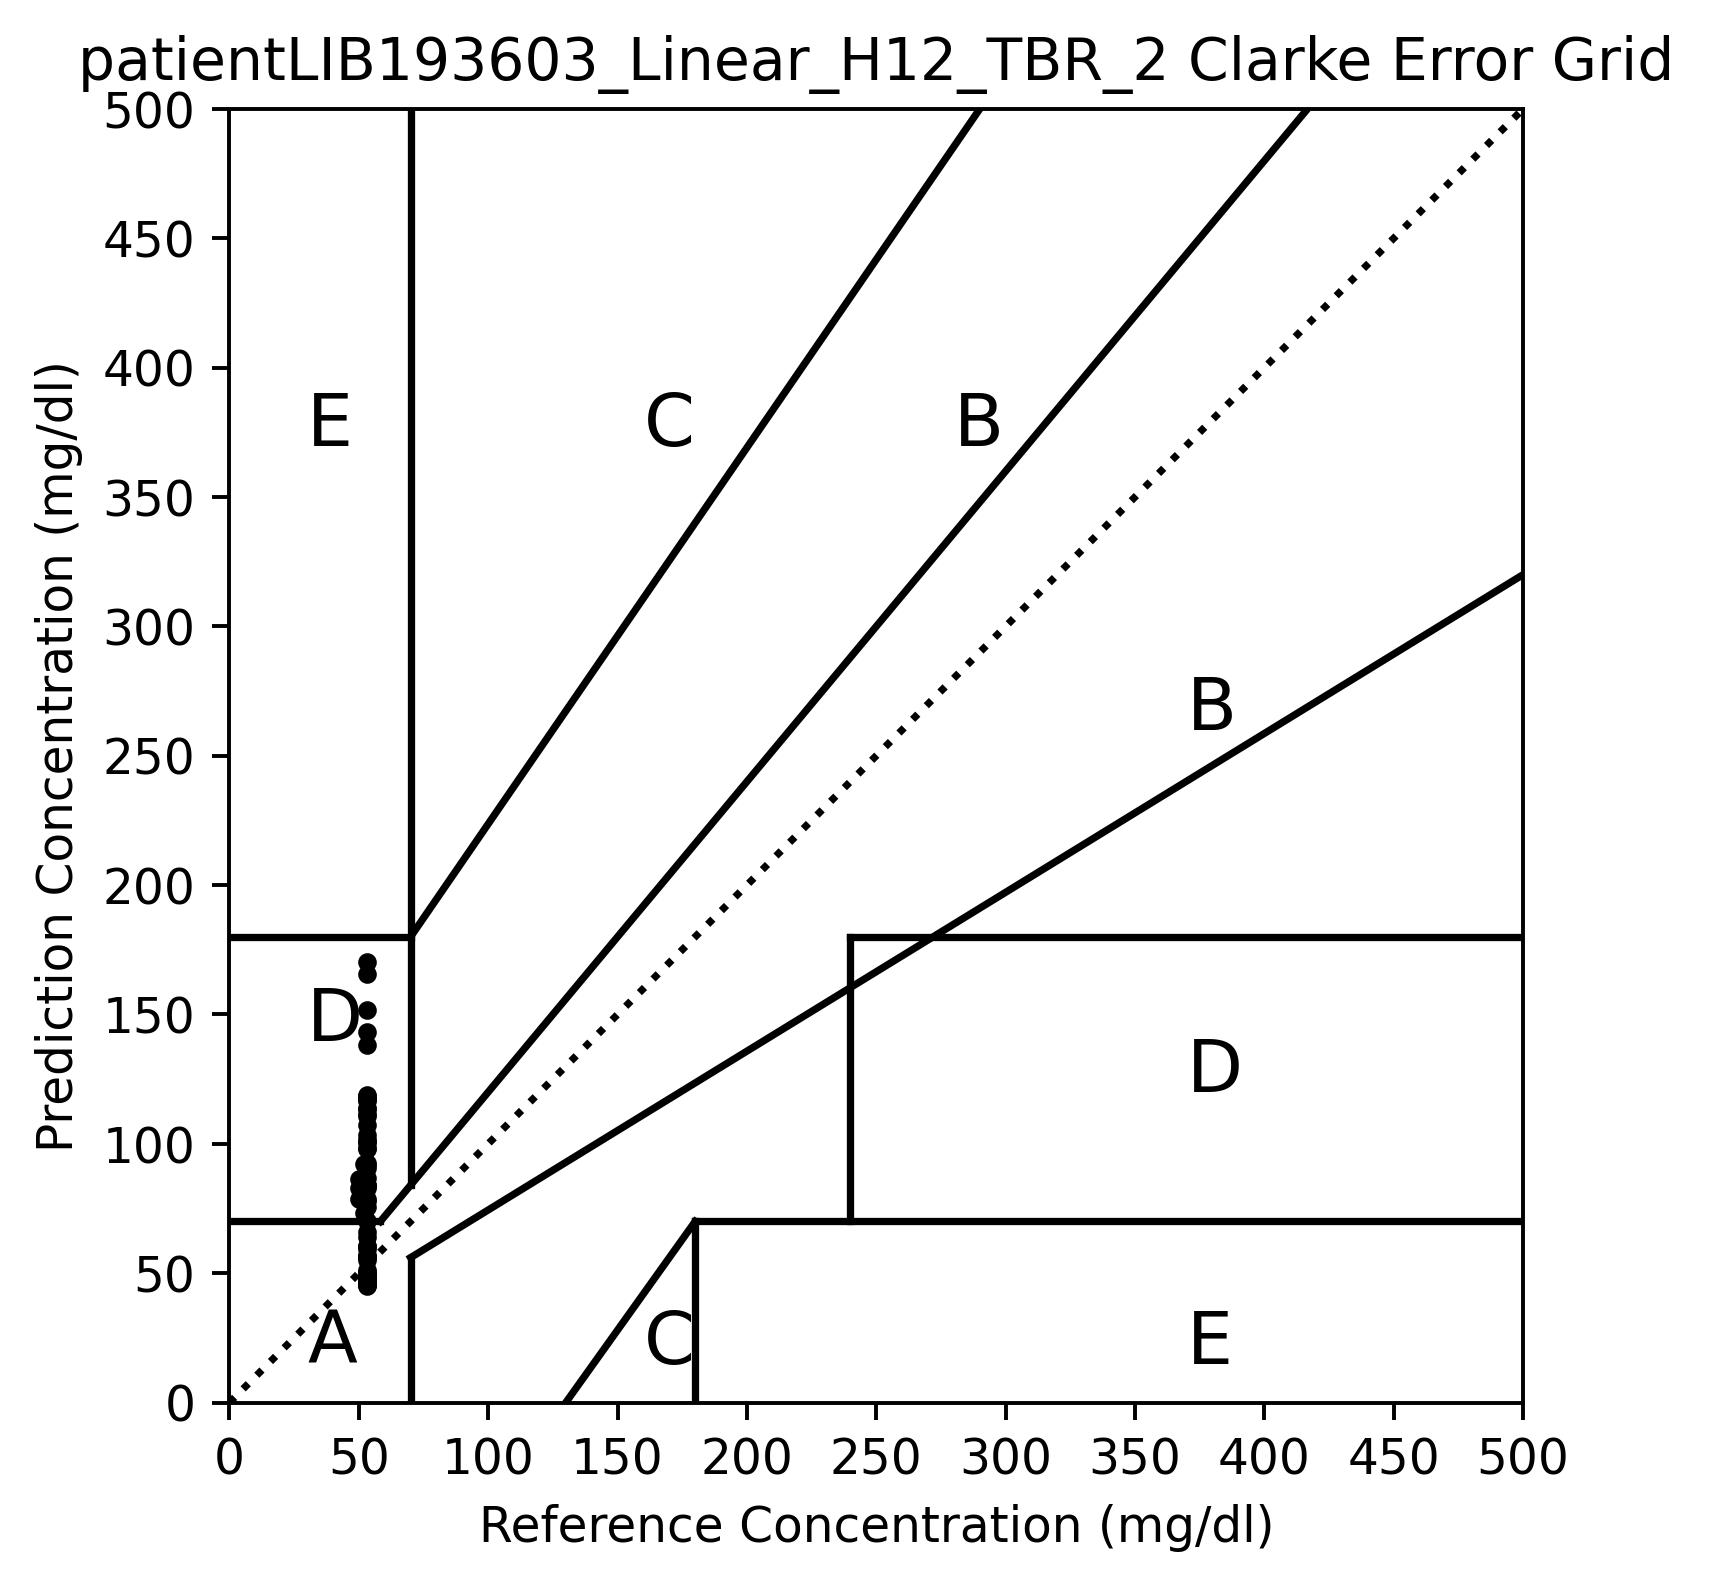 patientLIB193603_Linear_H12_TBR_2 Clarke Error Grid
500
450
400
350
300
250
200
150
100
50
0
Prediction Concentration (mg/dl)
E
C
B
B
D
D
A
C
E
0 50 100 150 200 250 300 350 400 450 500
Reference Concentration (mg/dl)